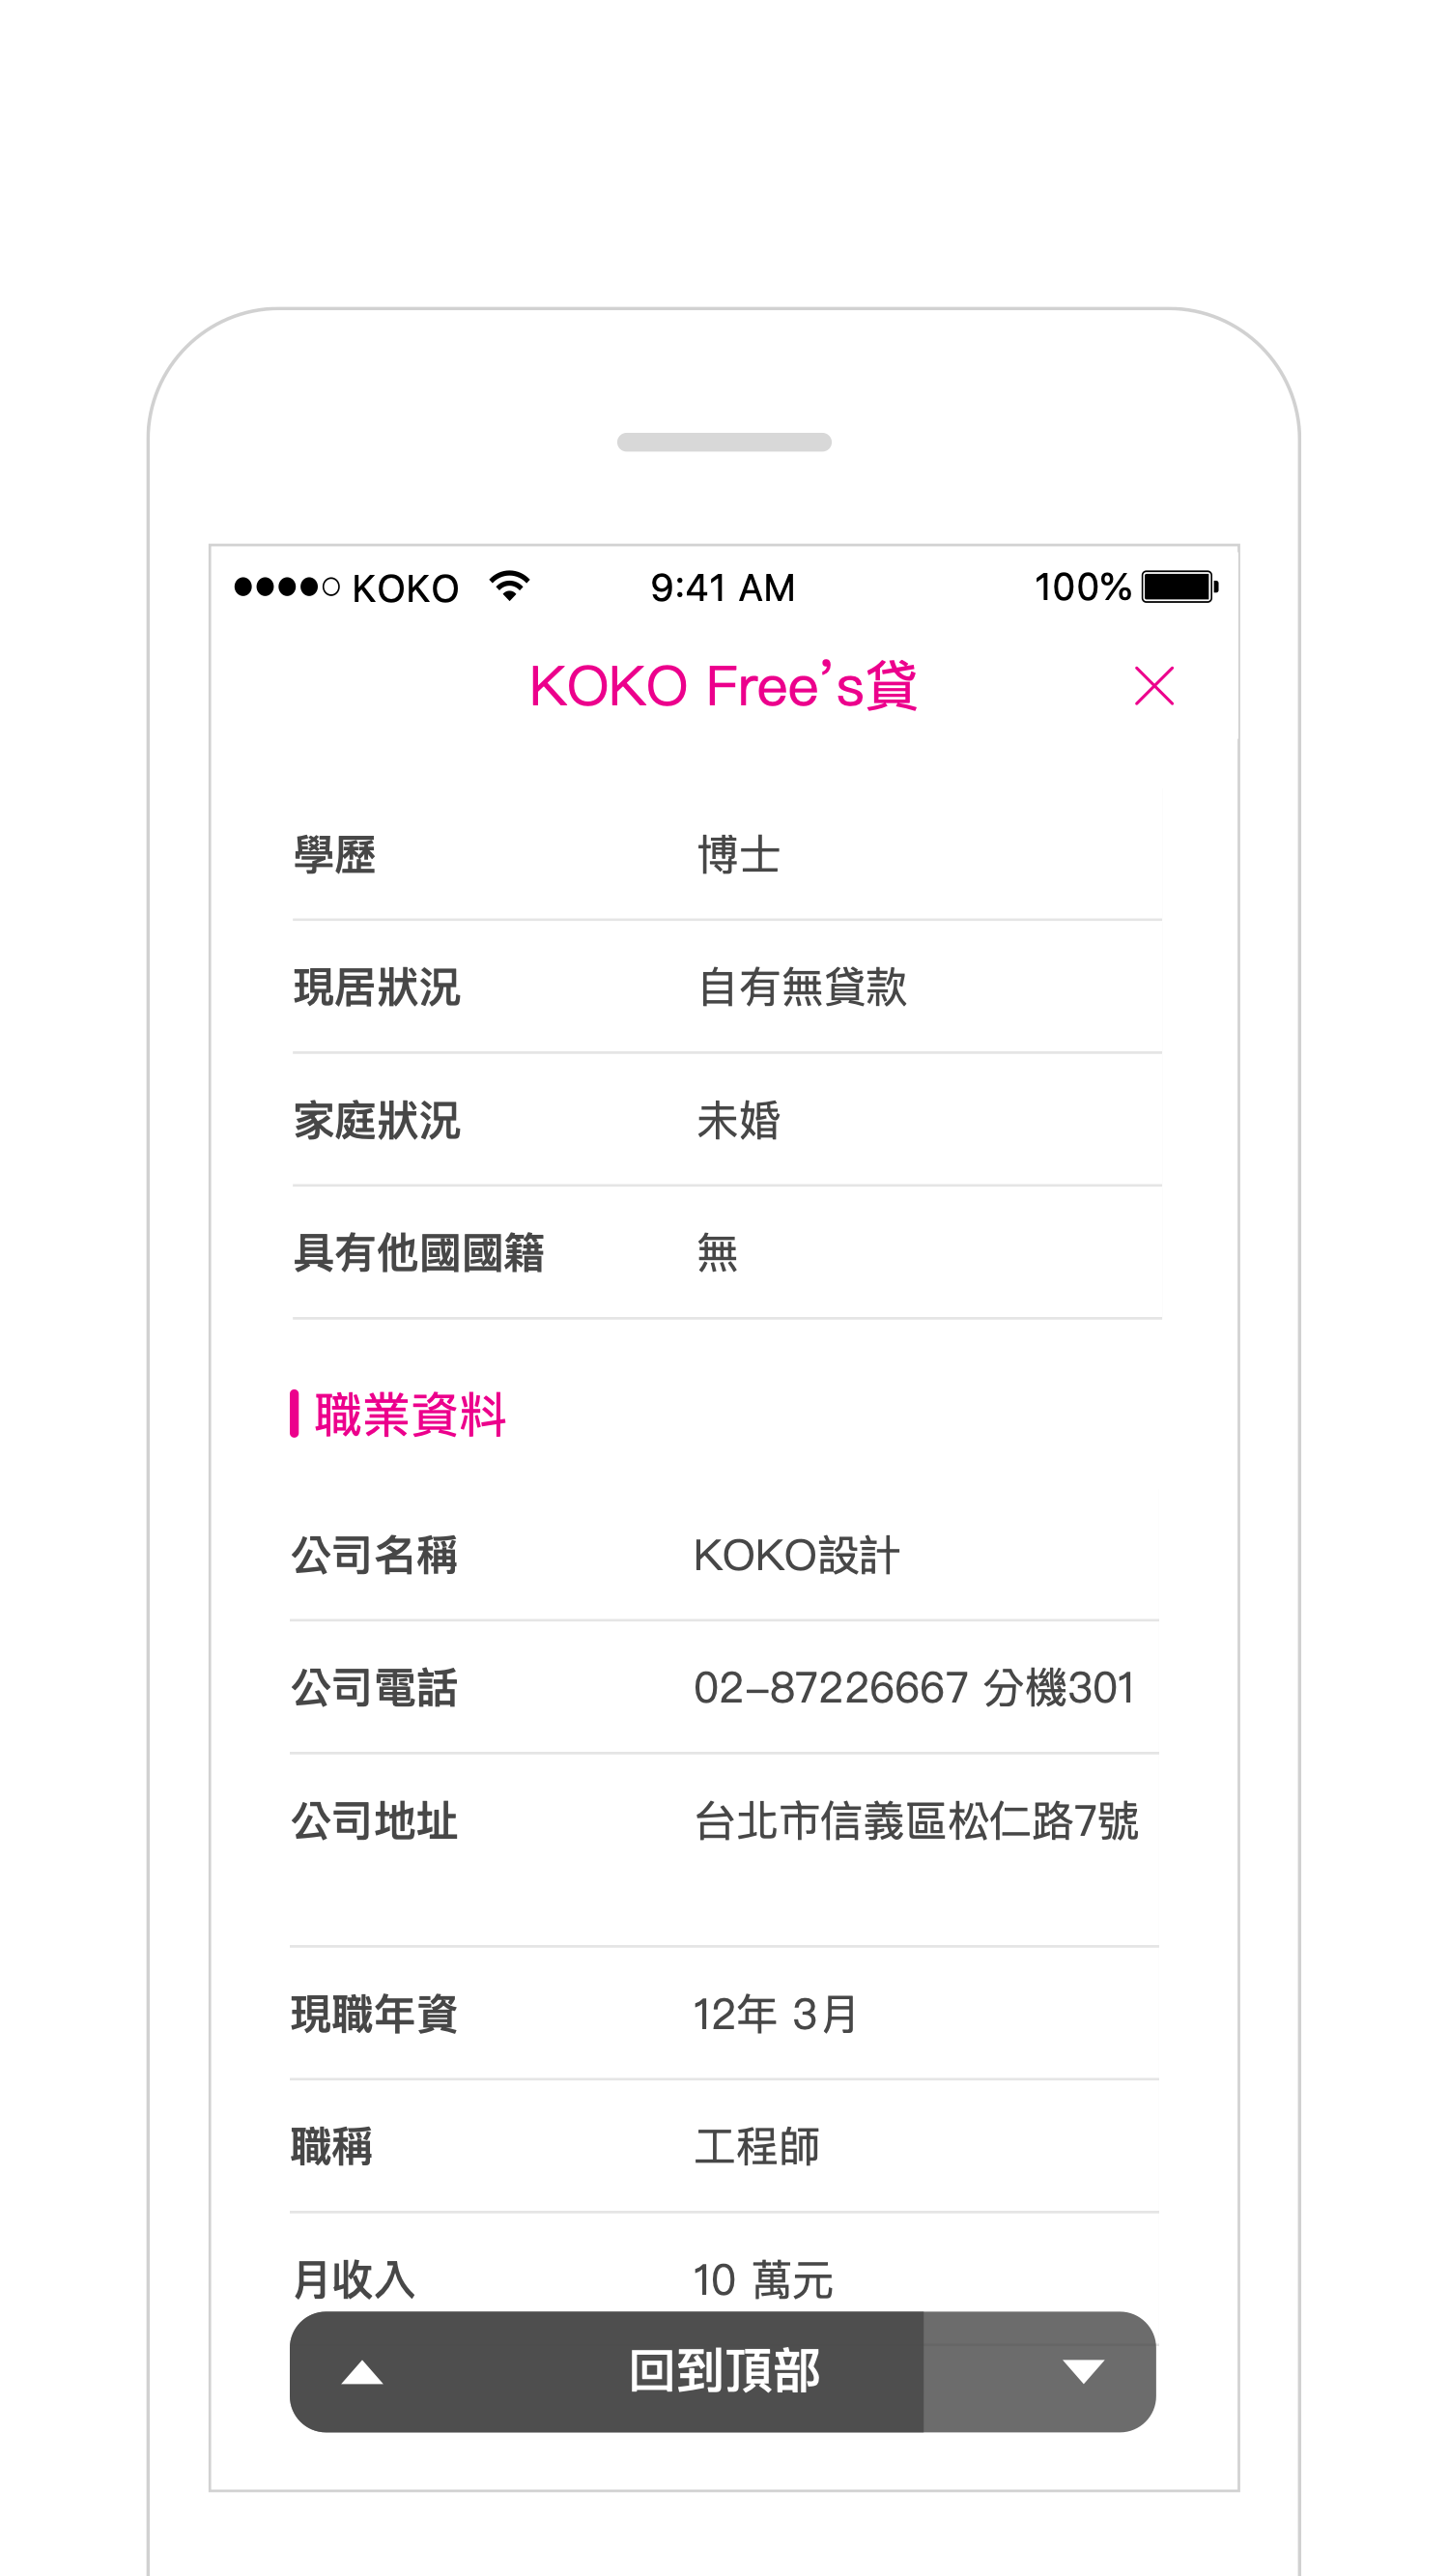 KOKO 9:41 AM 100%
KOKO Free's貸
學歷 博士
現居狀況 自有無貸款
家庭狀況 未婚
具有他國國籍 無
職業資料
公司名稱 KOKO設計
公司電話 02-87226667 分機301
公司地址 台北市信義區松仁路7號
現職年資 12年 3月
職稱 工程師
月收入 10 萬元
回到頂部